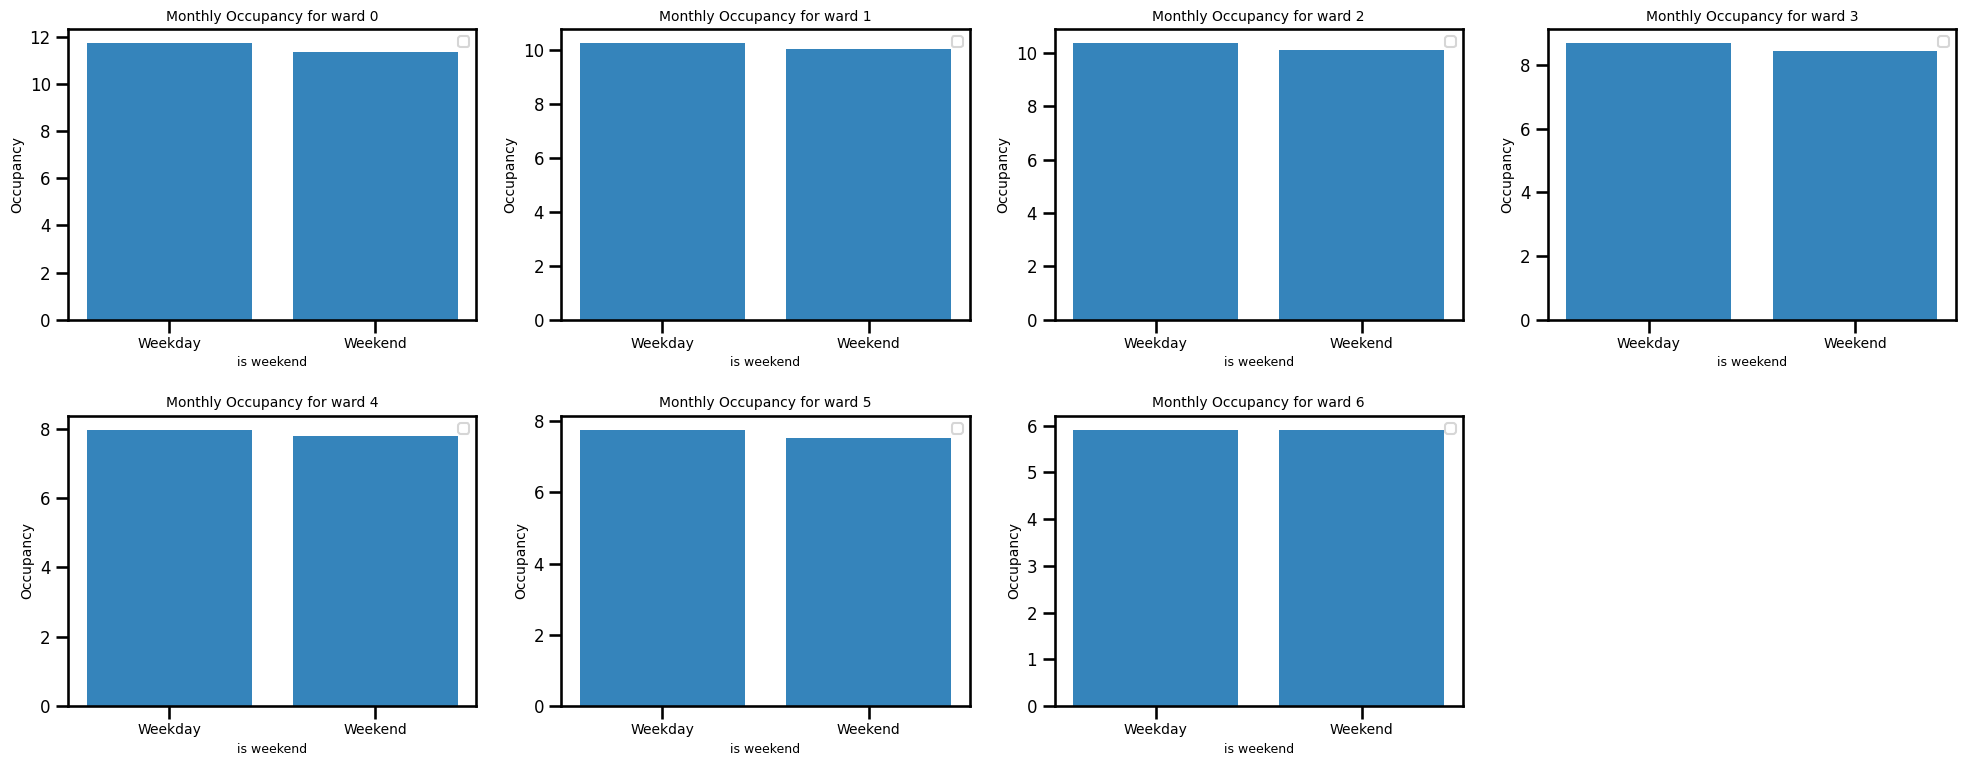 Monthly Occupancy for ward 0
12
10
8
6
4
2
0
Occupancy
Weekday Weekend
is weekend
Monthly Occupancy for ward 1
10
8
6
4
2
0
Occupancy
Weekday Weekend
is weekend
Monthly Occupancy for ward 2
10
8
6
4
2
0
Occupancy
Weekday Weekend
is weekend
Monthly Occupancy for ward 3
8
6
4
2
0
Occupancy
Weekday Weekend
is weekend
Monthly Occupancy for ward 4
8
6
4
2
0
Occupancy
Weekday Weekend
is weekend
Monthly Occupancy for ward 5
8
6
4
2
0
Occupancy
Weekday Weekend
is weekend
Monthly Occupancy for ward 6
6
5
4
3
2
1
0
Occupancy
Weekday Weekend
is weekend